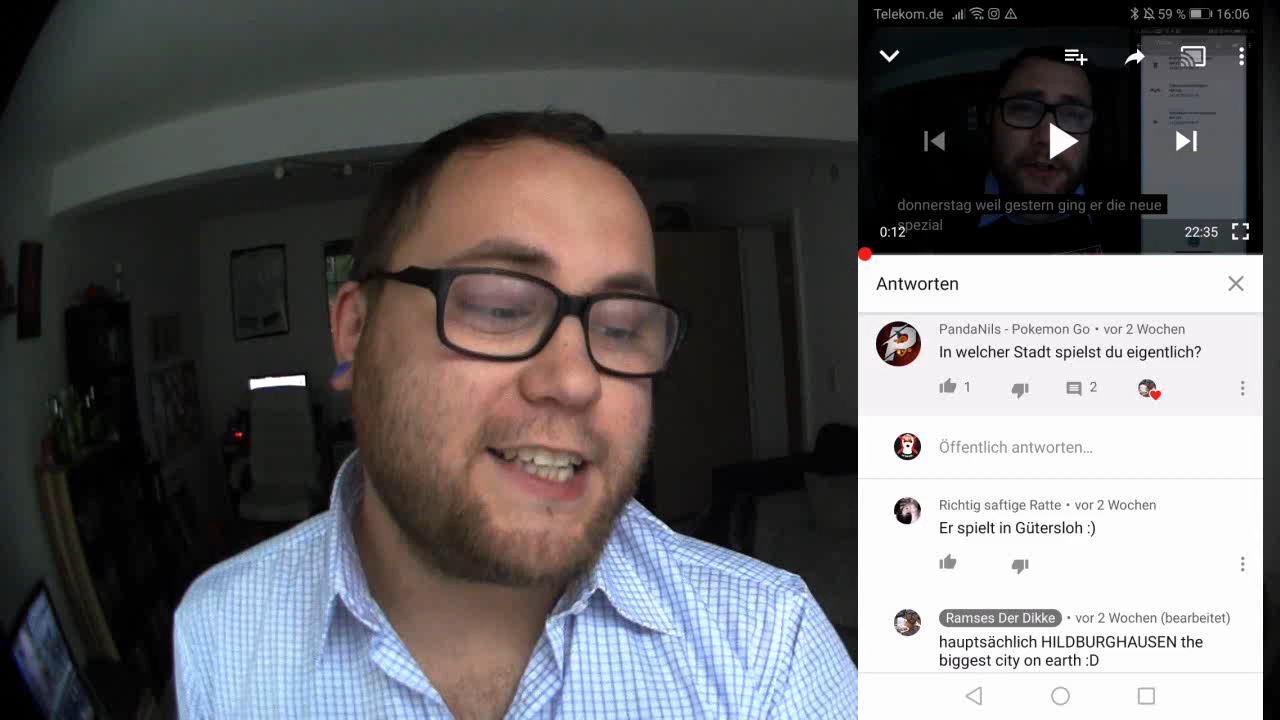 Telekom.de
59 %
16:06
donnerstag weil gestern ging er die neue
spezial
0:12
22:35
Antworten
PandaNils - Pokemon Go • vor 2 Wochen
In welcher Stadt spielst du eigentlich?
1
2
Öffentlich antworten...
Richtig saftige Ratte • vor 2 Wochen
Er spielt in Gütersloh :)
Ramses Der Dikke • vor 2 Wochen (bearbeitet)
hauptsächlich HILDBURGHAUSEN the
biggest city on earth :D